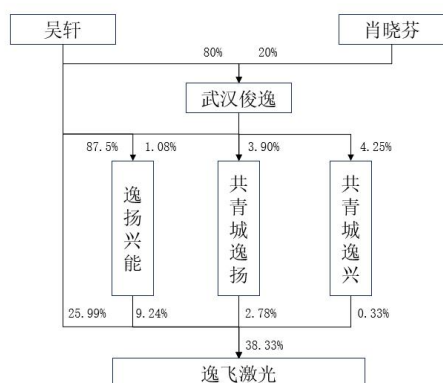 吴轩
肖晓芬
80%
20%
武汉俊逸
87.5%
1.08%
3.90%
4.25%
逸扬兴能
共青城逸扬
共青城逸兴
25.99%
9.24%
2.78%
0.33%
38.33%
逸飞激光